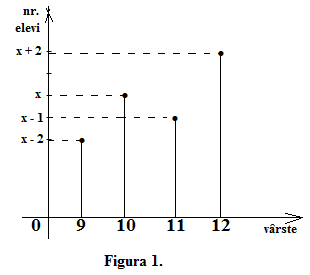 nr.
elevi
x + 2
x
x - 1
x - 2
0 9 10 11 12
vârste
Figura 1.